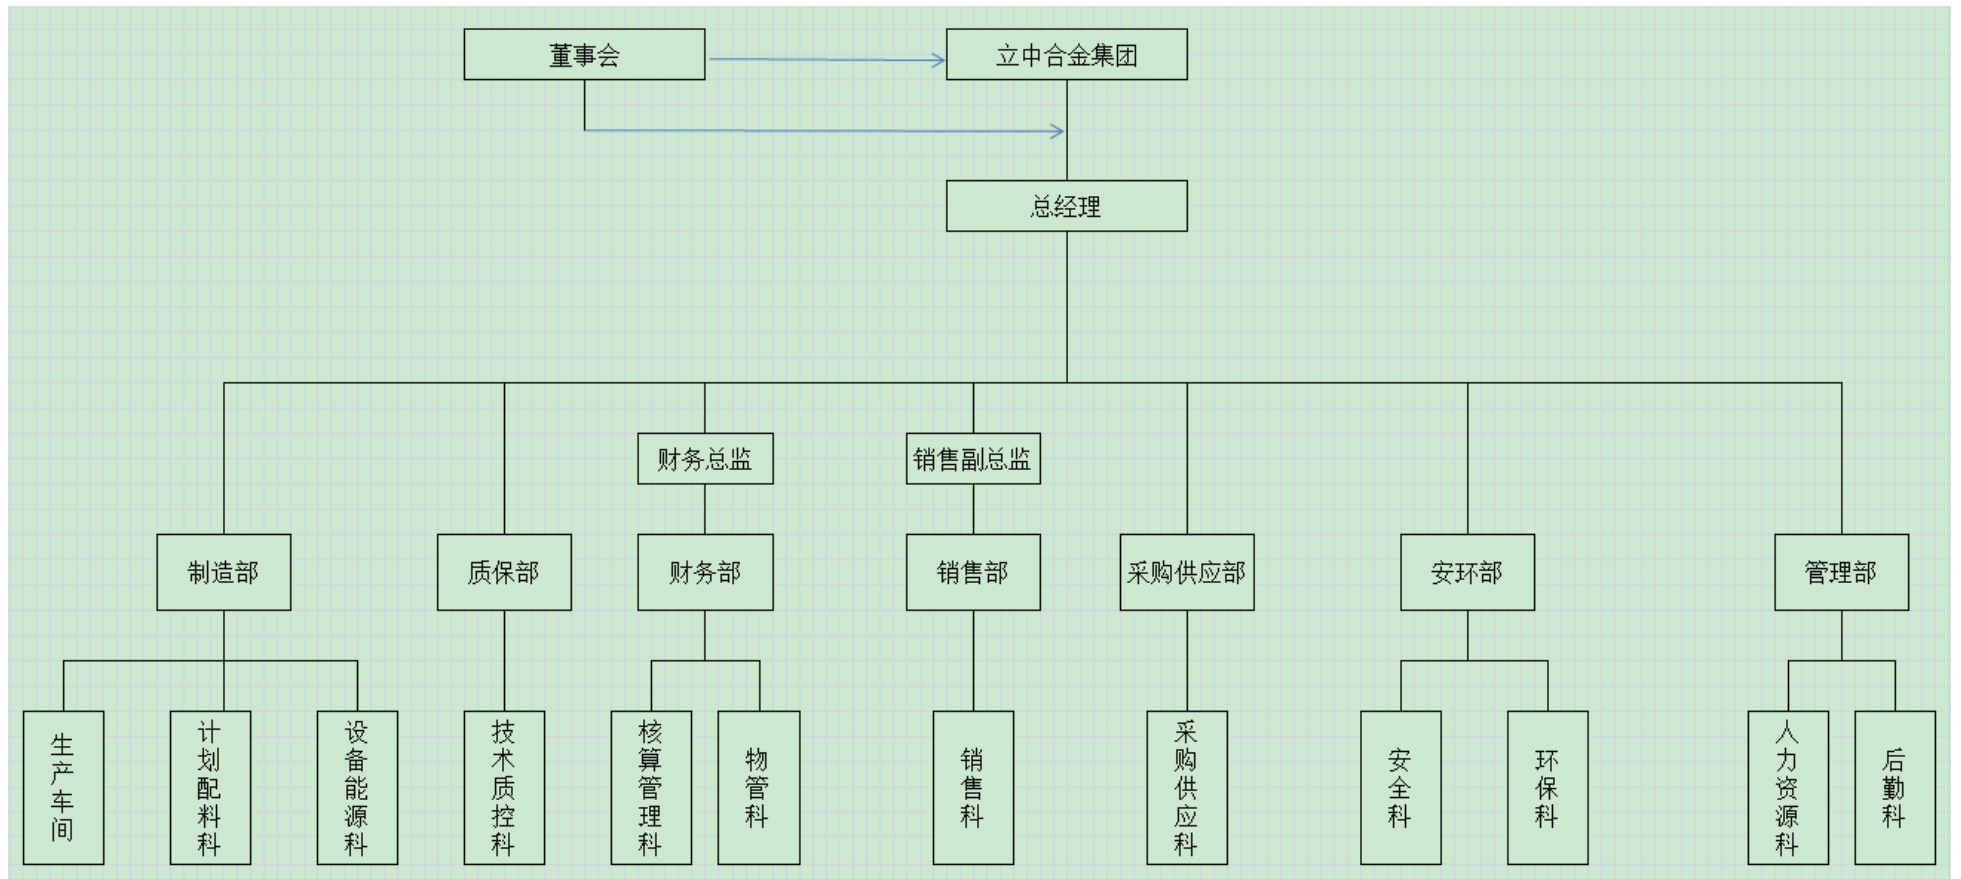 董事会
立中合金集团
总经理
财务总监
销售副总监
制造部
质保部
财务部
销售部
采购供应部
安环部
管理部
生产车间
计划配料科
设备能源科
技术质控科
核算管理科
物管科
销售科
采购供应科
安全科
环保科
人力资源科
后勤科